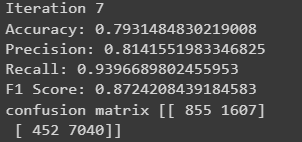 Iteration 7
Accuracy: 0.7931484830219008
Precision: 0.8141551983346825
Recall: 0.9396689802455953
F1 Score: 0.8724208439184583
confusion matrix [[ 855 1607]
 [ 452 7040]]